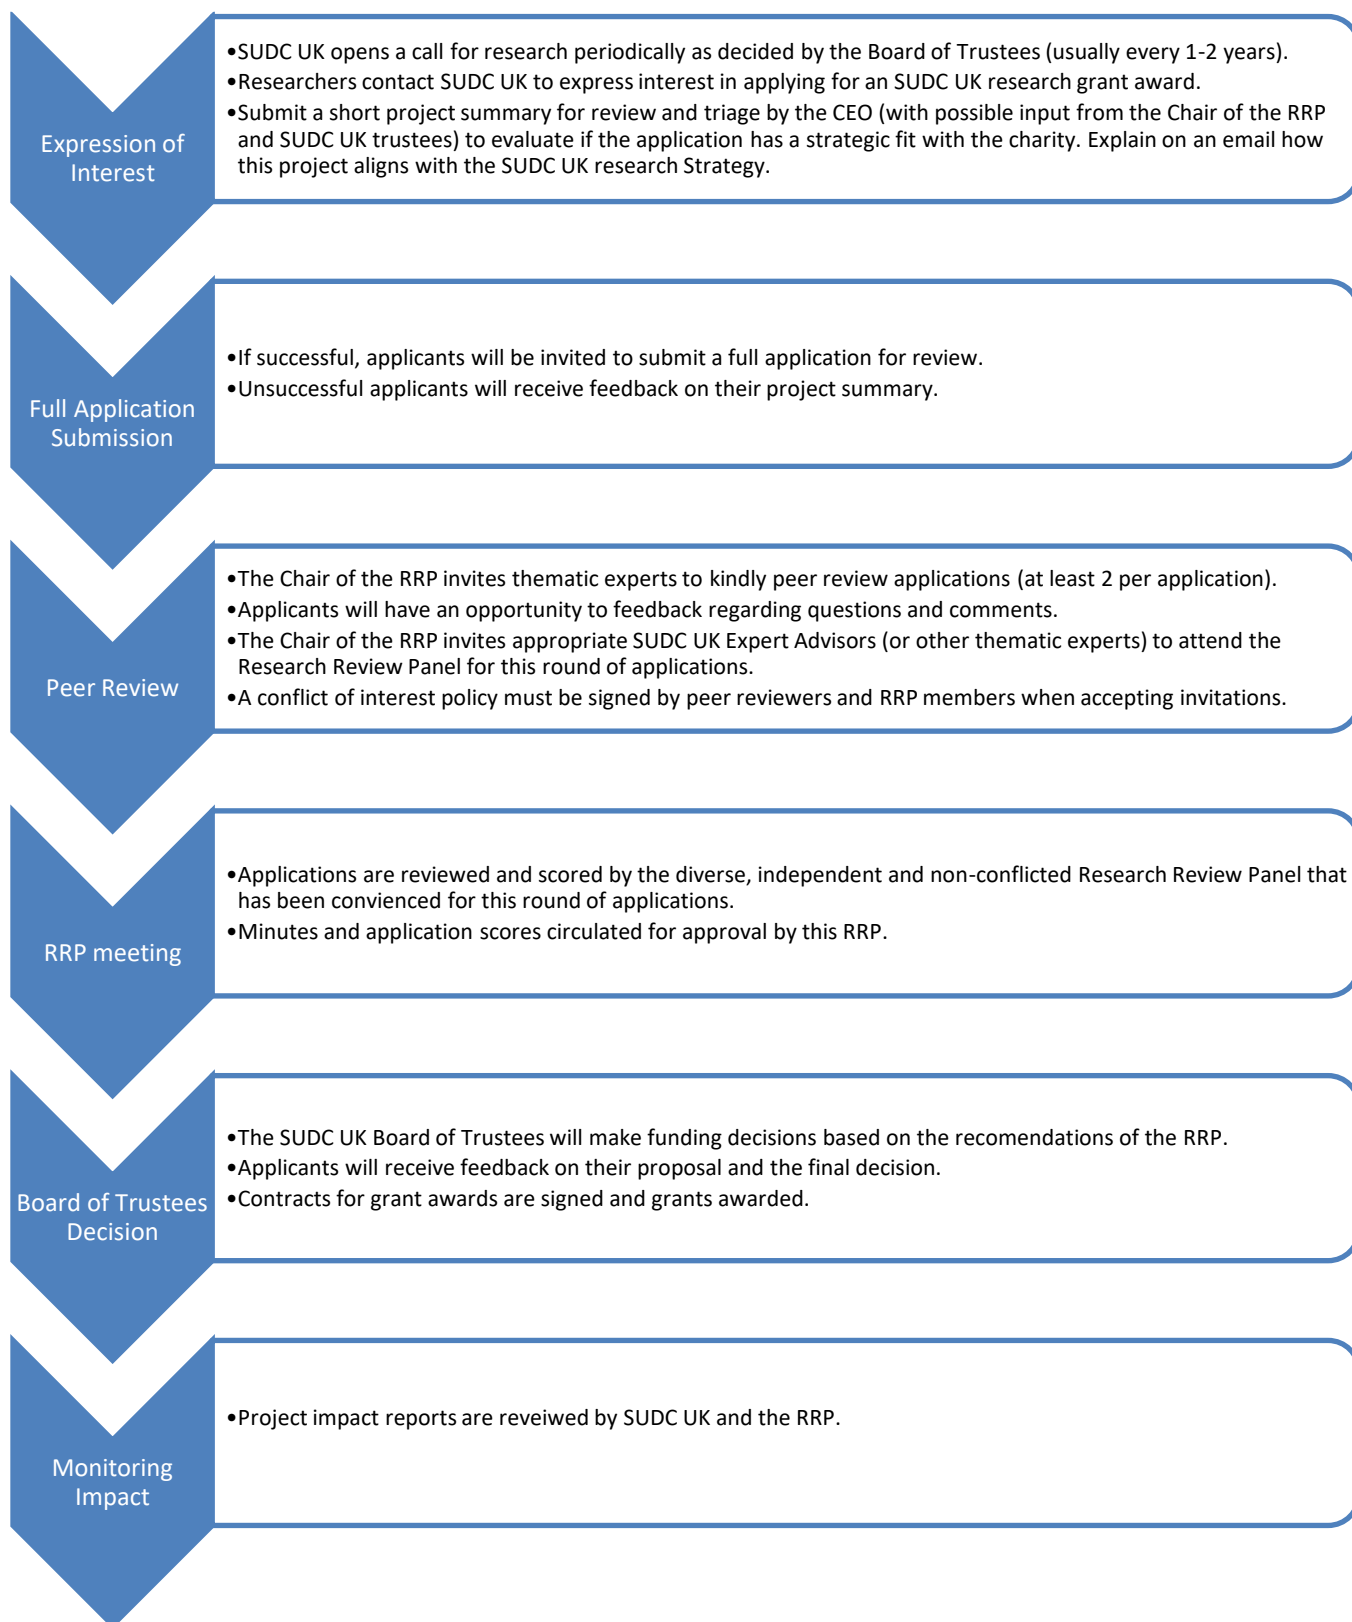 •SUDC UK opens a call for research periodically as decided by the Board of Trustees (usually every 1-2 years).
•Researchers contact SUDC UK to express interest in applying for an SUDC UK research grant award.
•Submit a short project summary for review and triage by the CEO (with possible input from the Chair of the RRP
and SUDC UK trustees) to evaluate if the application has a strategic fit with the charity. Explain on an email how
this project aligns with the SUDC UK research Strategy.
Expression of
Interest
•If successful, applicants will be invited to submit a full application for review.
•Unsuccessful applicants will receive feedback on their project summary.
Full Application
Submission
•The Chair of the RRP invites thematic experts to kindly peer review applications (at least 2 per application).
•Applicants will have an opportunity to feedback regarding questions and comments.
•The Chair of the RRP invites appropriate SUDC UK Expert Advisors (or other thematic experts) to attend the
Research Review Panel for this round of applications.
•A conflict of interest policy must be signed by peer reviewers and RRP members when accepting invitations.
Peer Review
•Applications are reviewed and scored by the diverse, independent and non-conflicted Research Review Panel that
has been convienced for this round of applications.
•Minutes and application scores circulated for approval by this RRP.
RRP meeting
•The SUDC UK Board of Trustees will make funding decisions based on the recomendations of the RRP.
•Applicants will receive feedback on their proposal and the final decision.
•Contracts for grant awards are signed and grants awarded.
Board of Trustees
Decision
•Project impact reports are reveiwed by SUDC UK and the RRP.
Monitoring
Impact